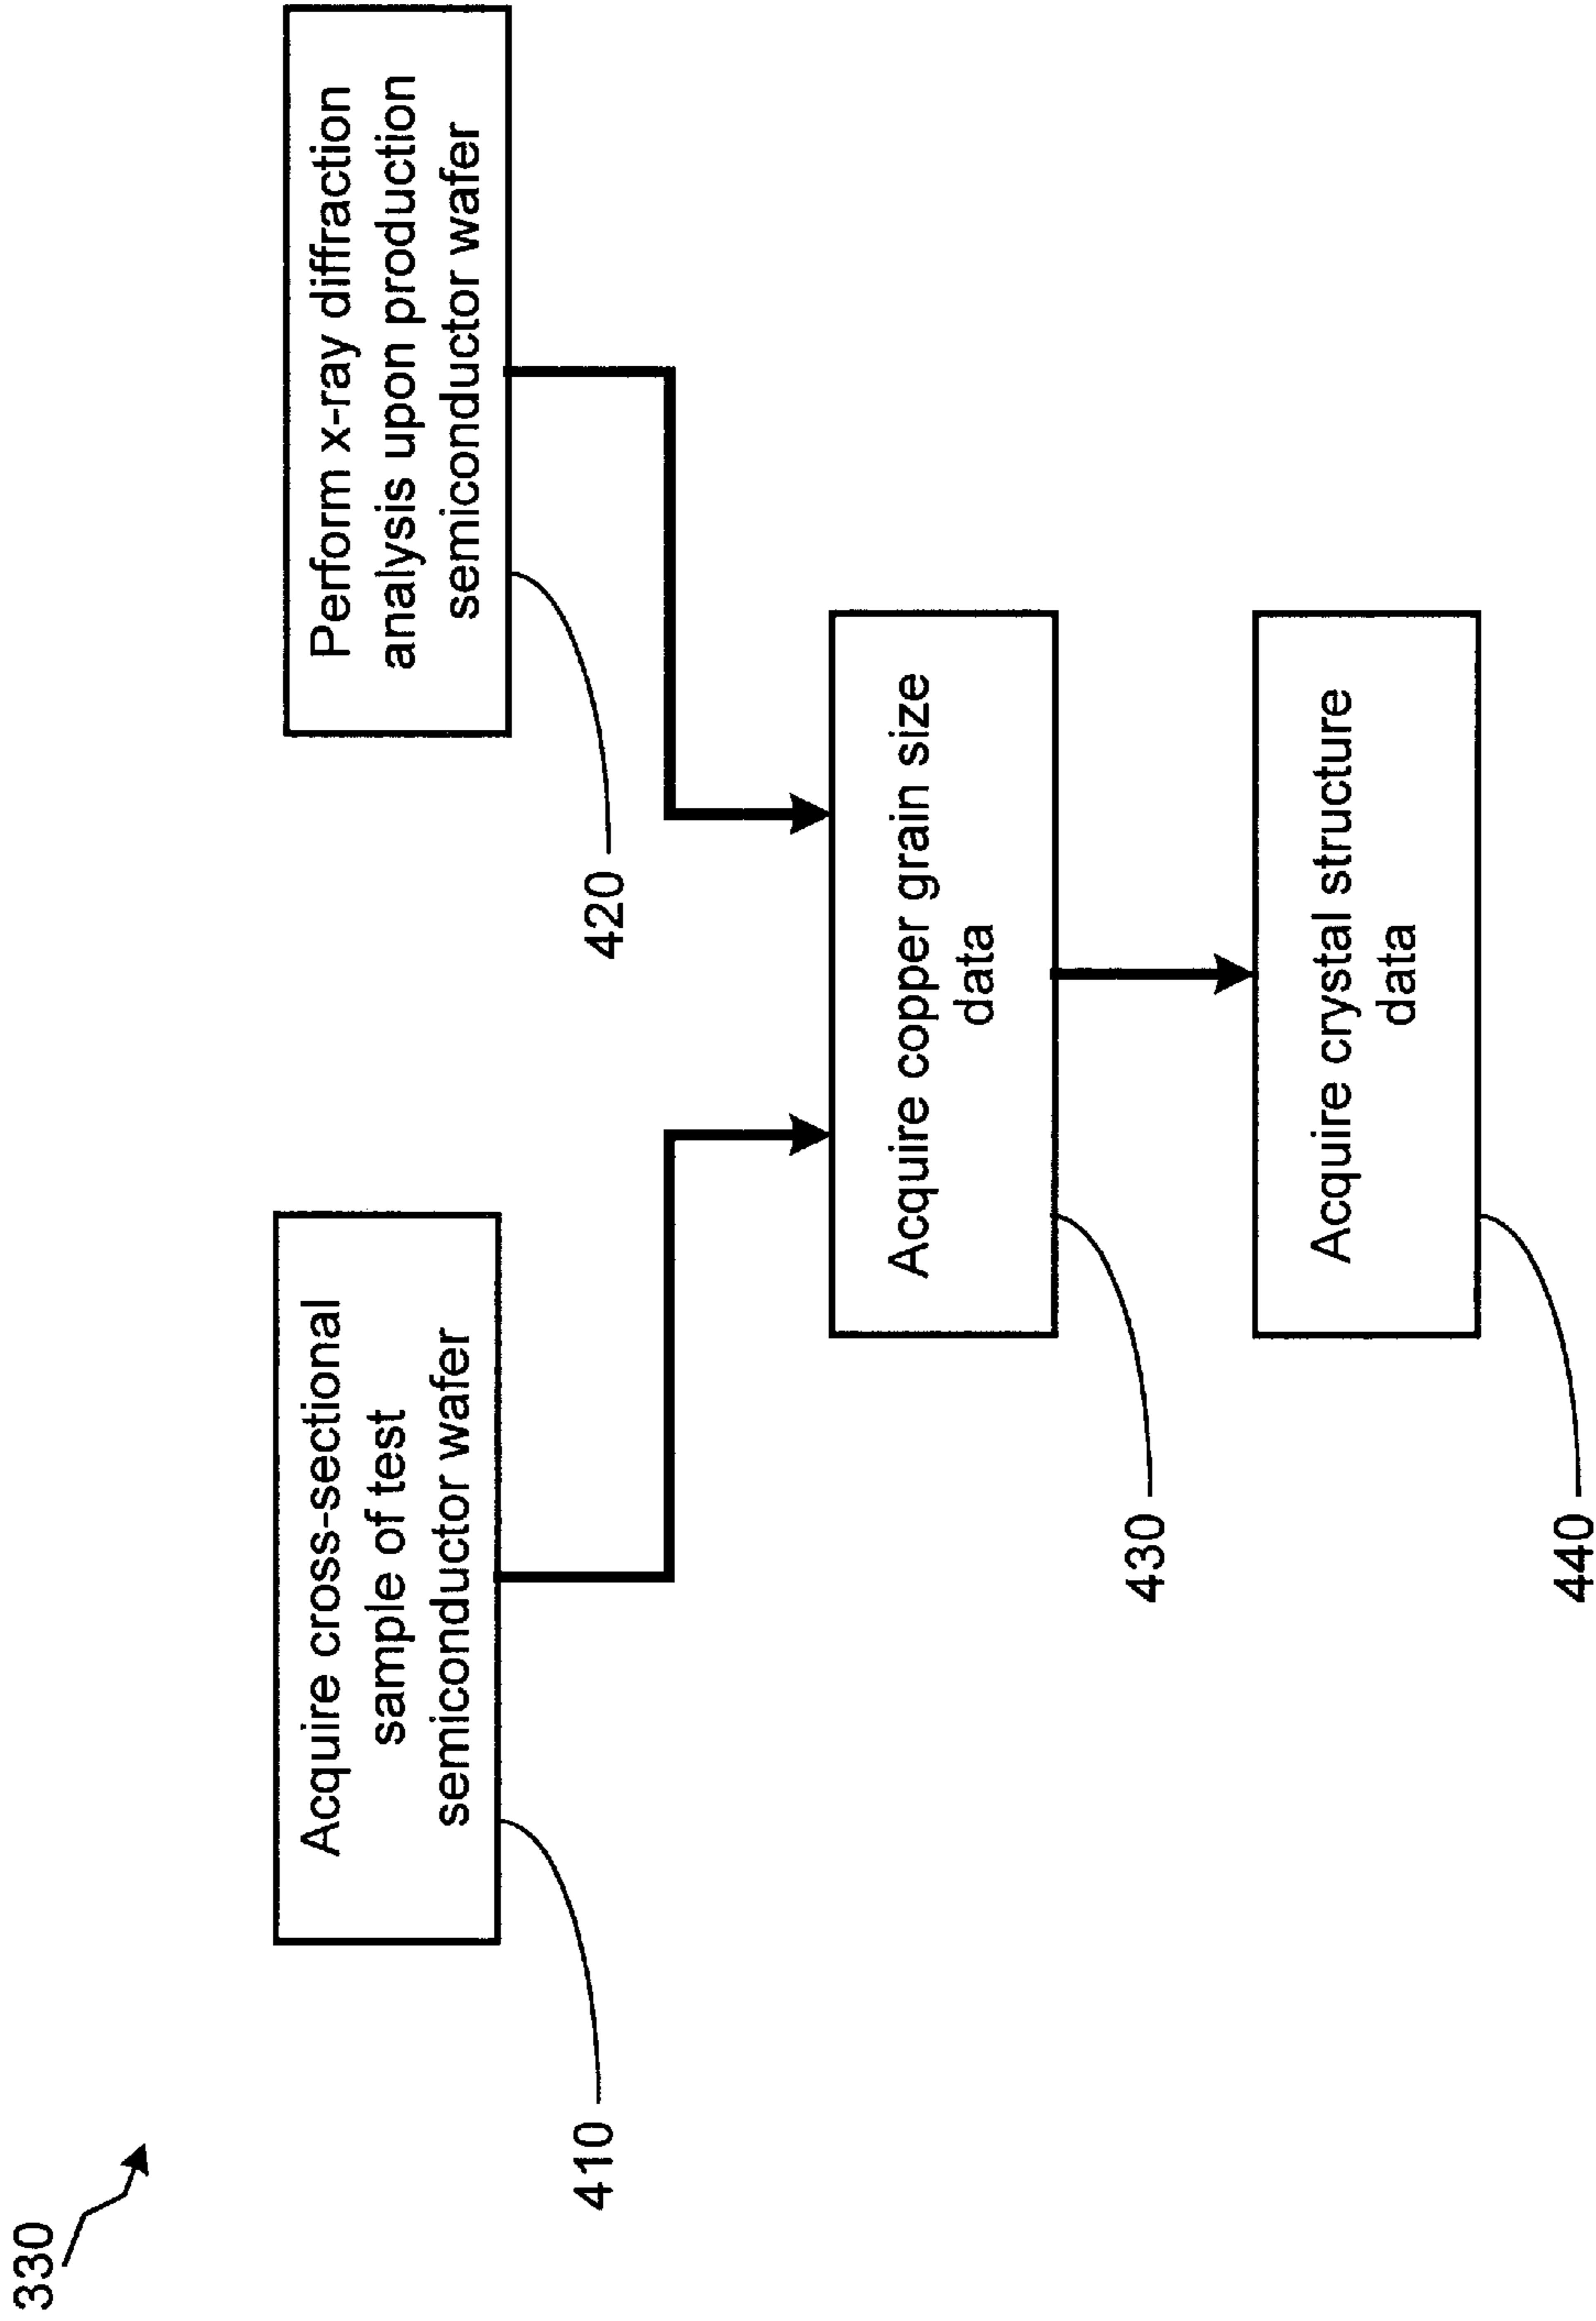 330
Acquire cross-sectional
sample of test
semiconductor wafer
410
Perform x-ray diffraction
analysis upon production
semiconductor wafer
420
Acquire copper grain size
data
430
Acquire crystal structure
data
440